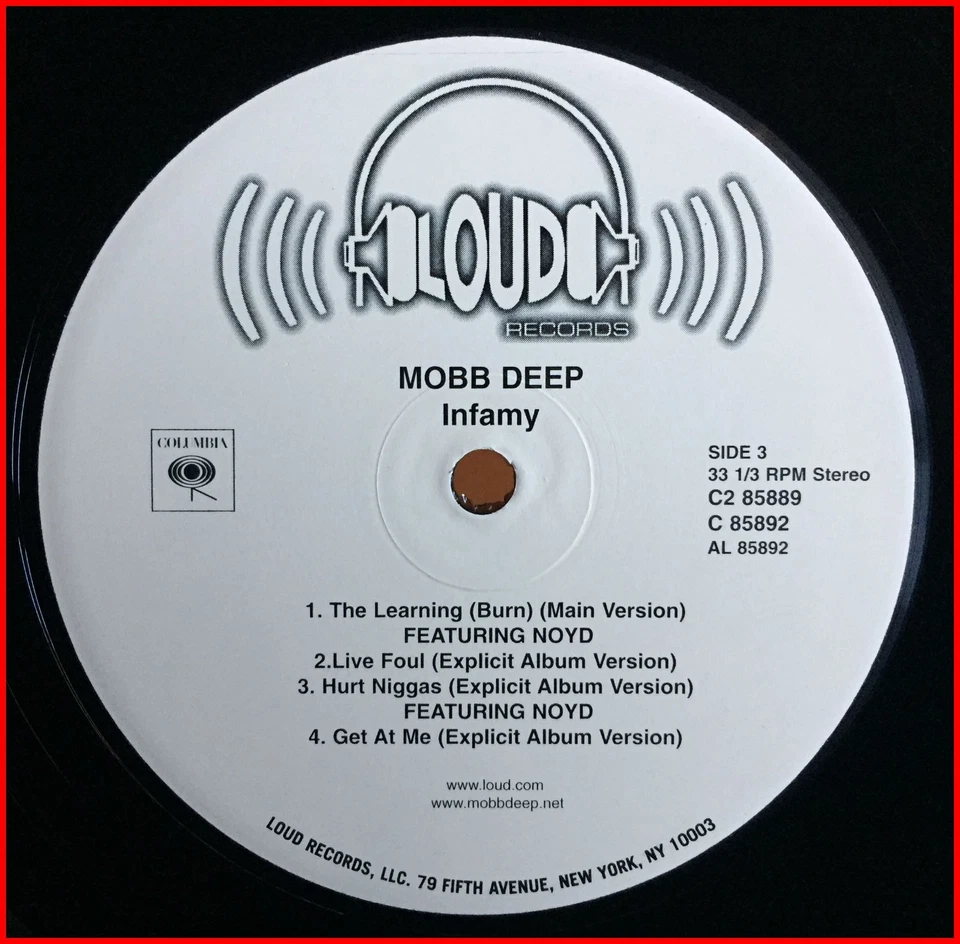 LOUD
RECORDS
MOBB DEEP
Infamy
COLUMBIA
SIDE 3
33 1/3 RPM Stereo
C2 85889
C 85892
AL 85892
1. The Learning (Burn) (Main Version)
FEATURING NOYD
2.Live Foul (Explicit Album Version)
3. Hurt Niggas (Explicit Album Version)
FEATURING NOYD
4. Get At Me (Explicit Album Version)
www.loud.com
www.mobbdeep.net
LOUD RECORDS, LLC. 79 FIFTH AVENUE, NEW YORK, NY 10003